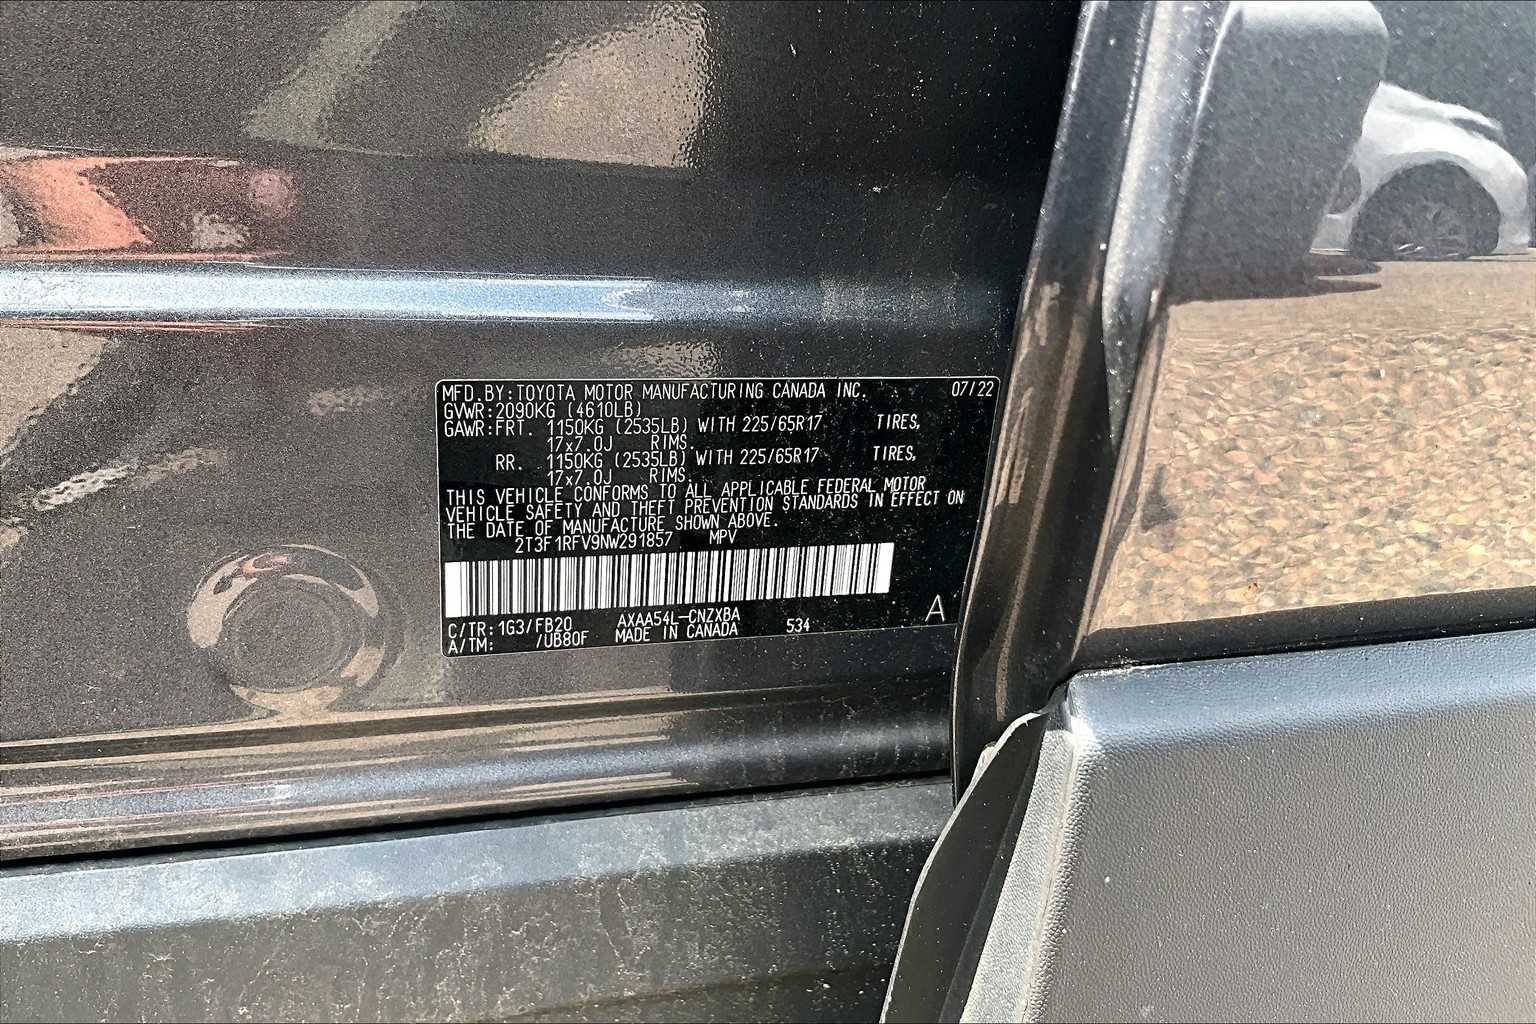 MFD. BY: TOYOTA MOTOR MANUFACTURING CANADA INC. 07/22
GVWR: 2090KG (4610LB)
GAWR: FRT. 1150KG (2535LB) WITH 225/65R17 TIRES,
17x7.0J RIMS.
RR. 1150KG (2535LB) WITH 225/65R17 TIRES,
17x7.0J RIMS.
THIS VEHICLE CONFORMS TO ALL APPLICABLE FEDERAL MOTOR
VEHICLE SAFETY AND THEFT PREVENTION STANDARDS IN EFFECT ON
THE DATE OF MANUFACTURE SHOWN ABOVE.
2T3F1RFV9NW291857 MPV
C/TR: 1G3/FB20 AXAA54L-CNZXBA 534 A
A/TM: /UB80F MADE IN CANADA